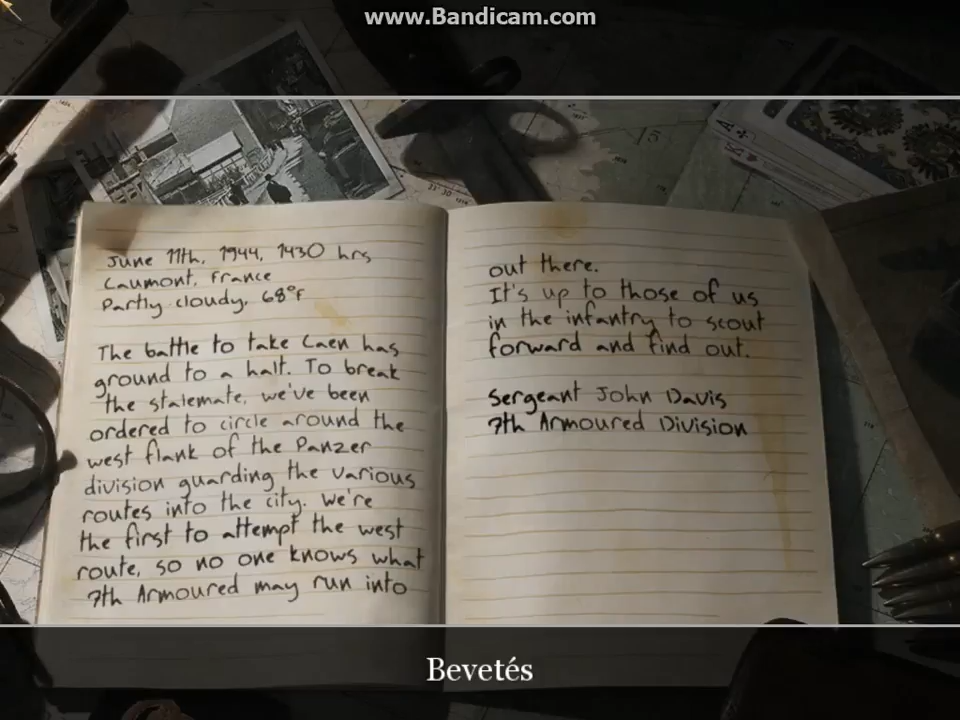 www.Bandicam.com
June 11th, 1944, 1430 hrs
Caumont, France
Partly cloudy, 68°F
The battle to take Caen has
ground to a halt. To break
the stalemate, we've been
ordered to circle around the
west flank of the Panzer
division guarding the various
routes into the city. We're
the first to attempt the west
route, so no one knows what
7th Armoured may run into
out there.
It's up to those of us
in the infantry to scout
forward and find out.
Sergeant John Davis
7th Armoured Division
Bevetés